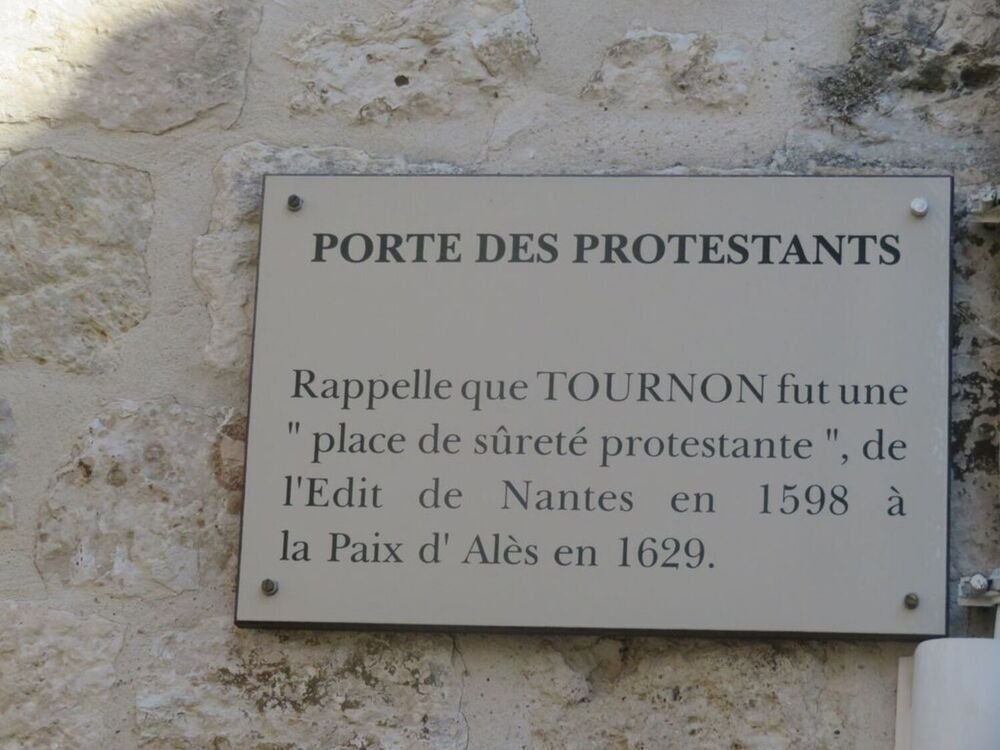 PORTE DES PROTESTANTS
Rappelle que TOURNON fut une
" place de sûreté protestante ", de
l'Edit de Nantes en 1598 à
la Paix d' Alès en 1629.